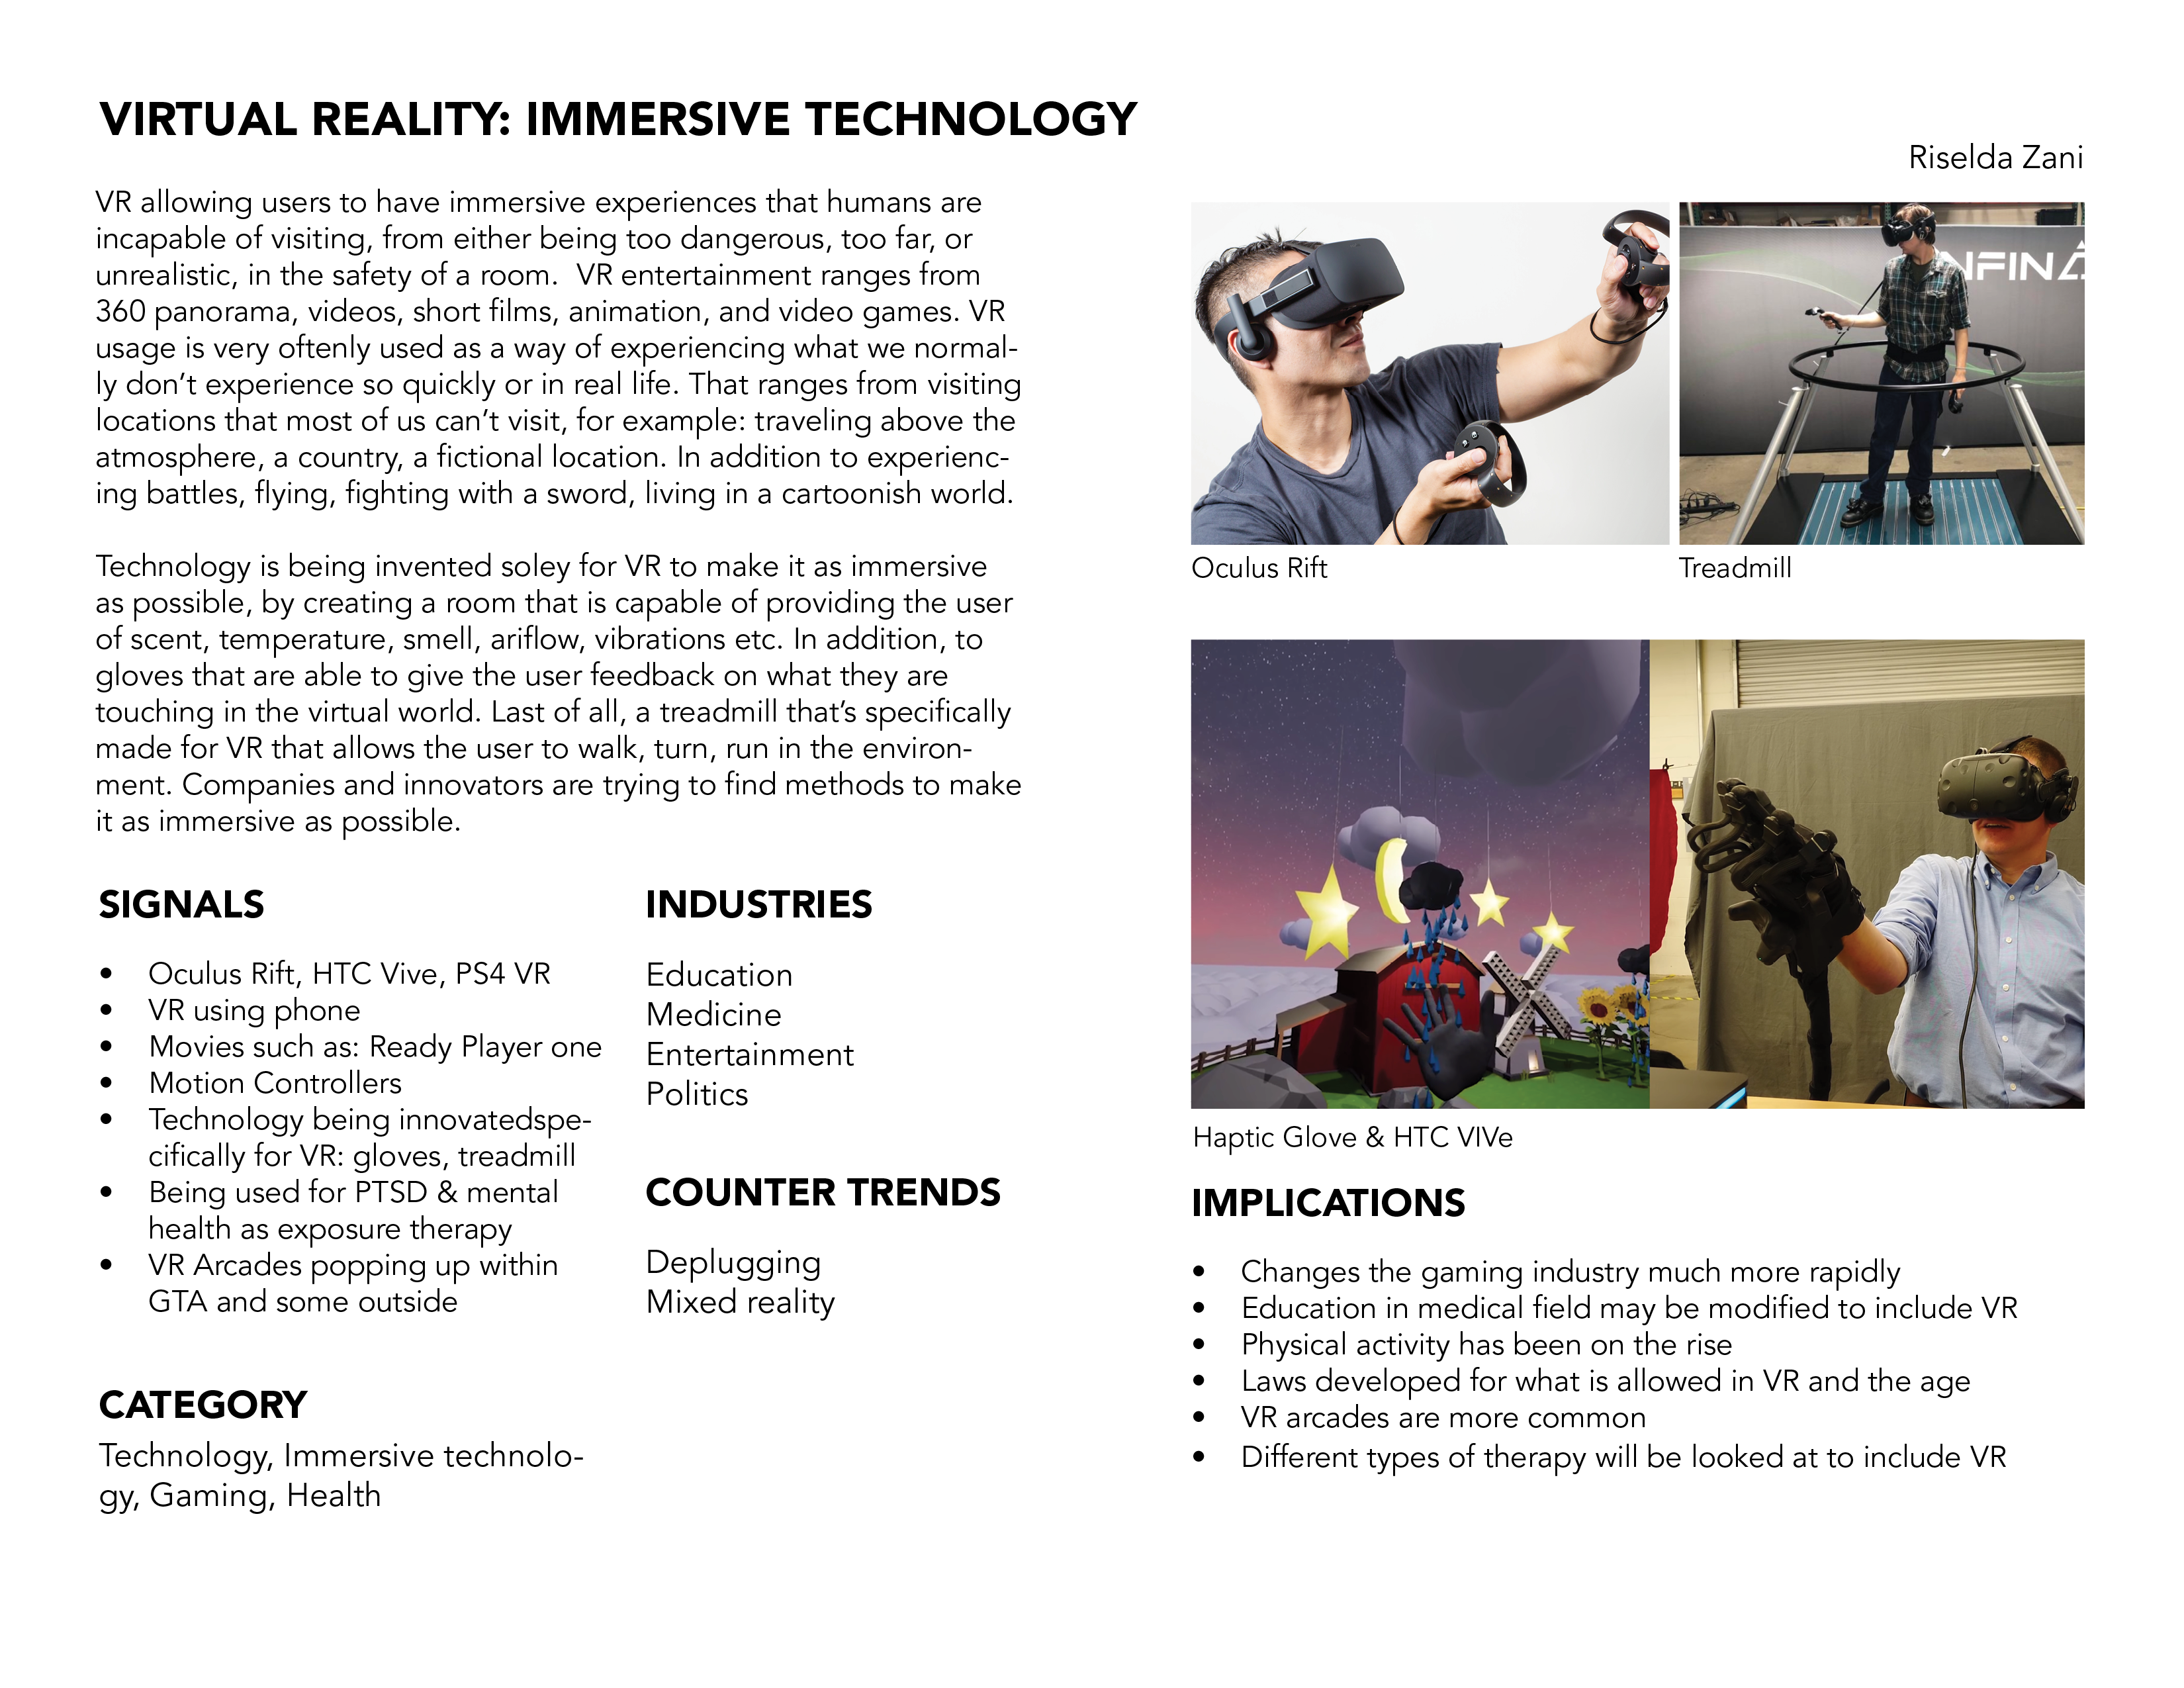 VIRTUAL REALITY: IMMERSIVE TECHNOLOGY
Riselda Zani
VR allowing users to have immersive experiences that humans are
incapable of visiting, from either being too dangerous, too far, or
unrealistic, in the safety of a room.  VR entertainment ranges from
360 panorama, videos, short films, animation, and video games. VR
usage is very oftenly used as a way of experiencing what we normal-
ly don't experience so quickly or in real life. That ranges from visiting
locations that most of us can't visit, for example: traveling above the
atmosphere, a country, a fictional location. In addition to experienc-
ing battles, flying, fighting with a sword, living in a cartoonish world.
Technology is being invented soley for VR to make it as immersive
as possible, by creating a room that is capable of providing the user
of scent, temperature, smell, ariflow, vibrations etc. In addition, to
gloves that are able to give the user feedback on what they are
touching in the virtual world. Last of all, a treadmill that's specifically
made for VR that allows the user to walk, turn, run in the environ-
ment. Companies and innovators are trying to find methods to make
it as immersive as possible.
SIGNALS
• Oculus Rift, HTC Vive, PS4 VR
• VR using phone
• Movies such as: Ready Player one
• Motion Controllers
• Technology being innovatedspe-
cifically for VR: gloves, treadmill
• Being used for PTSD & mental
health as exposure therapy
• VR Arcades popping up within
GTA and some outside
CATEGORY
Technology, Immersive technolo-
gy, Gaming, Health
INDUSTRIES
Education
Medicine
Entertainment
Politics
COUNTER TRENDS
Deplugging
Mixed reality
NFINA
Oculus Rift
Treadmill
Haptic Glove & HTC VIVe
IMPLICATIONS
• Changes the gaming industry much more rapidly
• Education in medical field may be modified to include VR
• Physical activity has been on the rise
• Laws developed for what is allowed in VR and the age
• VR arcades are more common
• Different types of therapy will be looked at to include VR